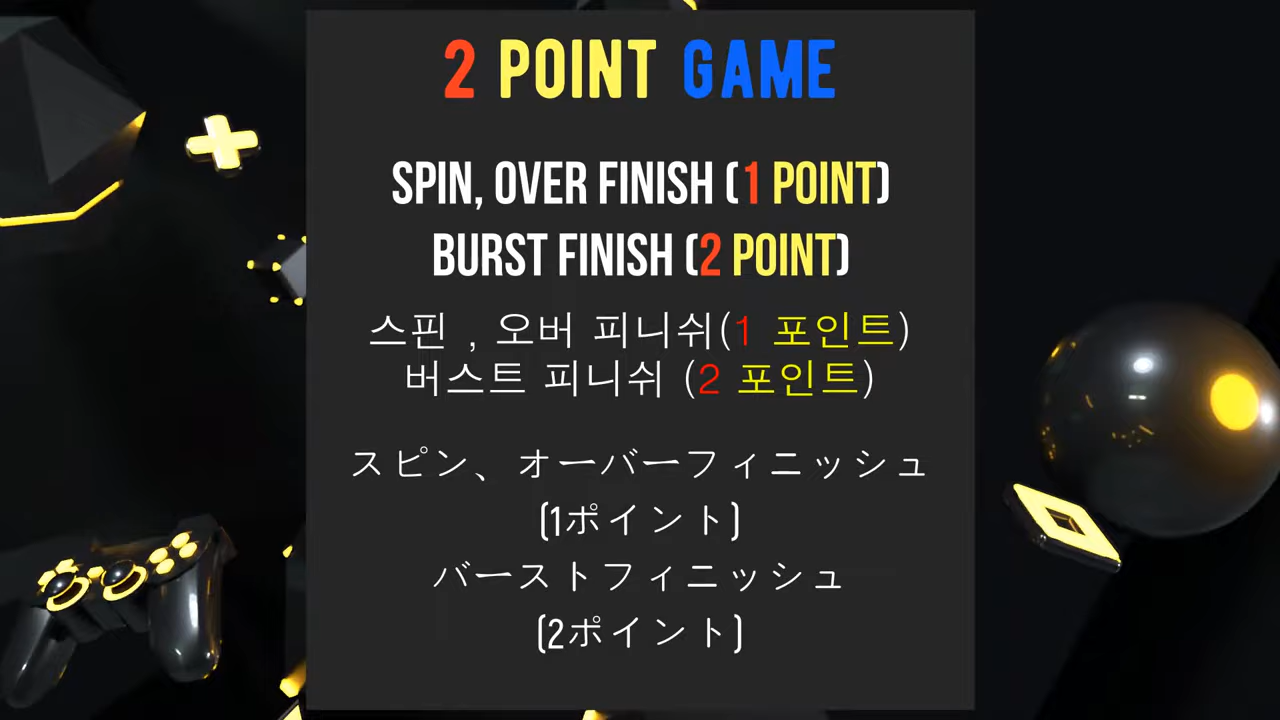 2 POINT GAME
SPIN, OVER FINISH (1 POINT)
BURST FINISH (2 POINT)
스핀 , 오버 피니쉬(1 포인트)
버스트 피니쉬 (2 포인트)
スピン、オーバーフィニッシュ
(1ポイント)
バーストフィニッシュ
(2ポイント)